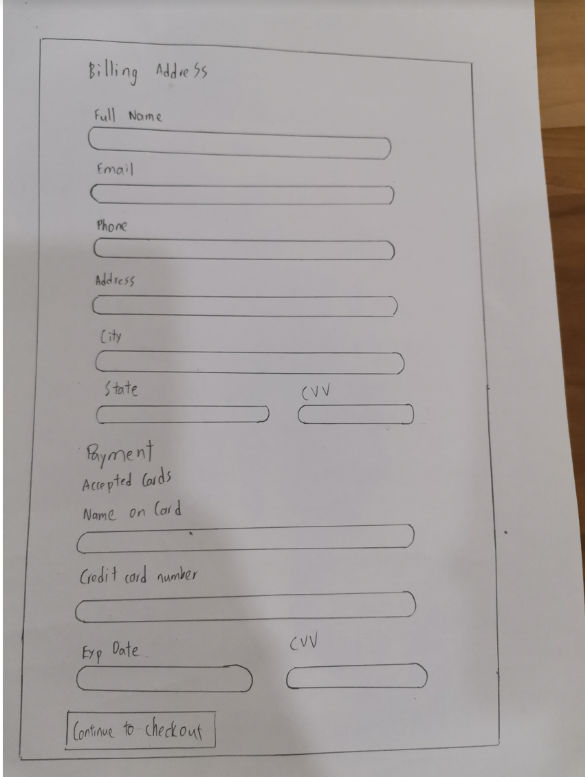 Billing Address
Full Name
Email
Phone
Address
City
State CVV
Payment
Accepted Cards
Name on Card
Credit card number
Exp Date CVV
Continue to checkout